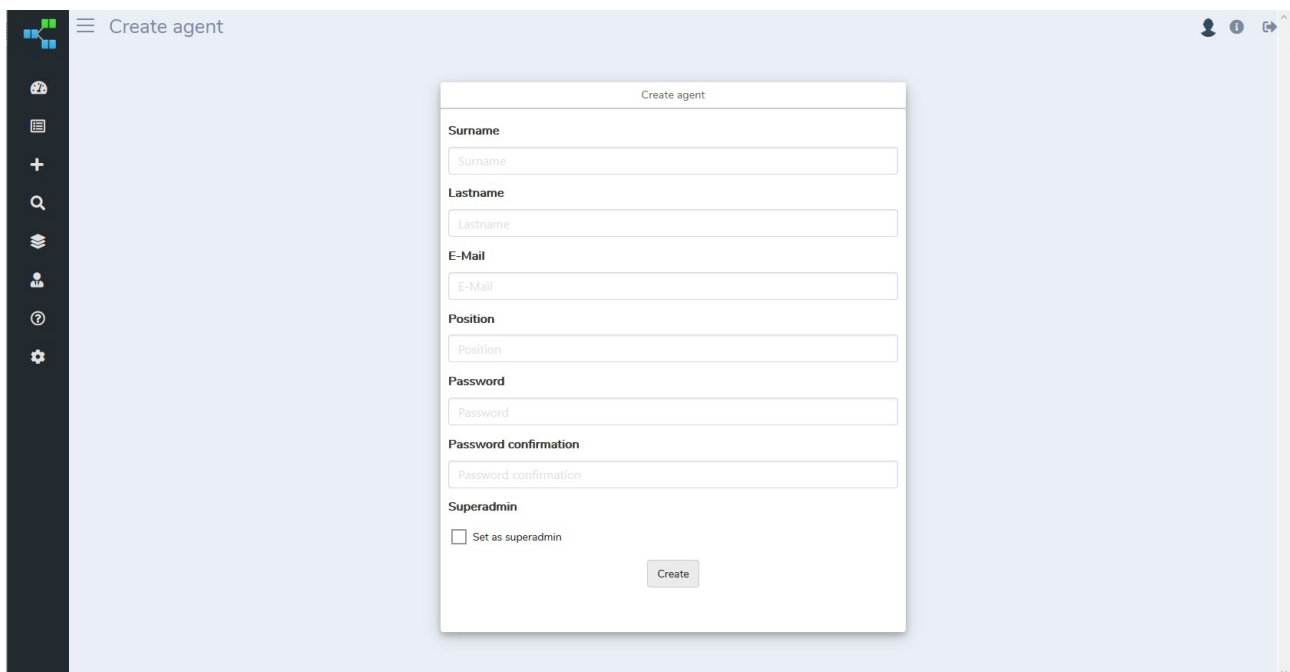 Create agent
Create agent
Surname
Surname
Lastname
Lastname
E-Mail
E-Mail
Position
Position
Password
Password
Password confirmation
Password confirmation
Superadmin
Set as superadmin
Create